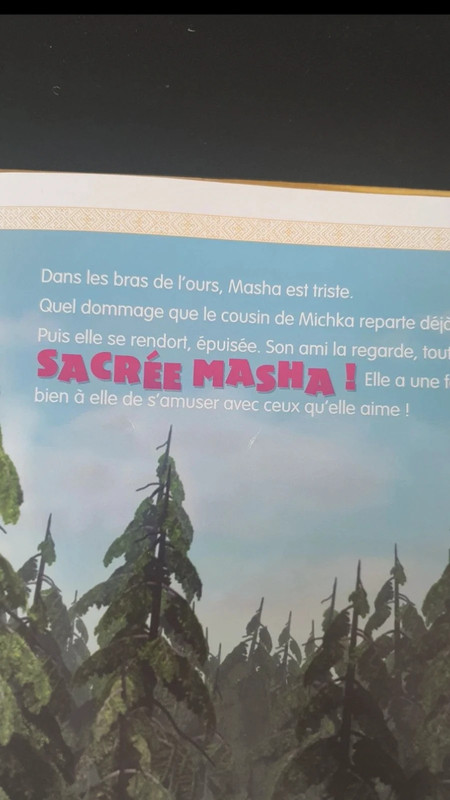 Dans les bras de l'ours, Masha est triste.
Quel dommage que le cousin de Michka reparte déjà
Puis elle se rendort, épuisée. Son ami la regarde, tout
SACRÉE MASHA ! Elle a une
bien à elle de s'amuser avec ceux qu'elle aime !